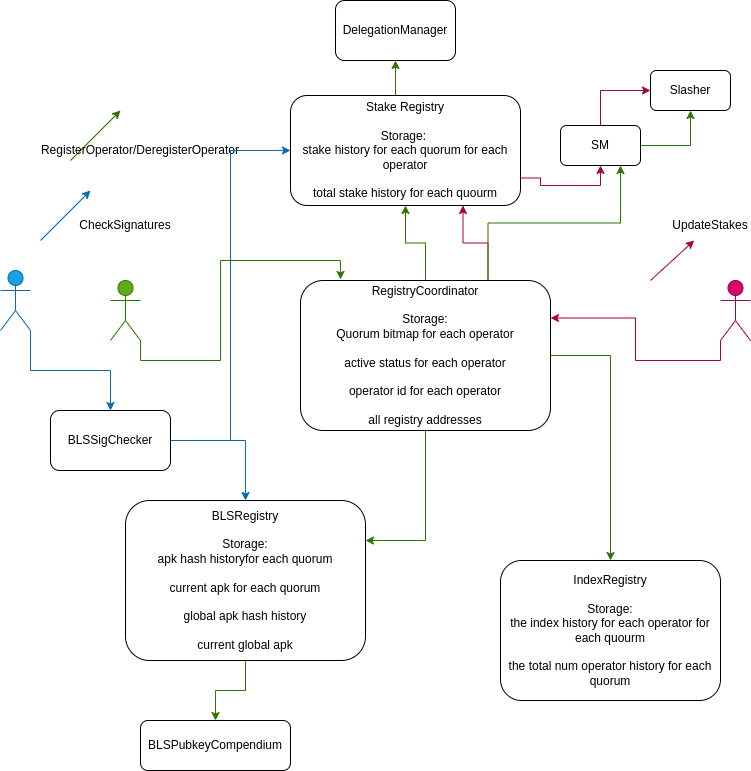 DelegationManager
Slasher
Stake Registry
Storage:
stake history for each quorum for each
operator
total stake history for each quourm
SM
RegisterOperator/DeregisterOperator
CheckSignatures
UpdateStakes
RegistryCoordinator
Storage:
Quorum bitmap for each operator
active status for each operator
operator id for each operator
all registry addresses
BLSSigChecker
BLSRegistry
Storage:
apk hash historyfor each quorum
current apk for each quorum
global apk hash history
current global apk
IndexRegistry
Storage:
the index history for each operator for
each quourm
the total num operator history for each
quorum
BLSPubkeyCompendium